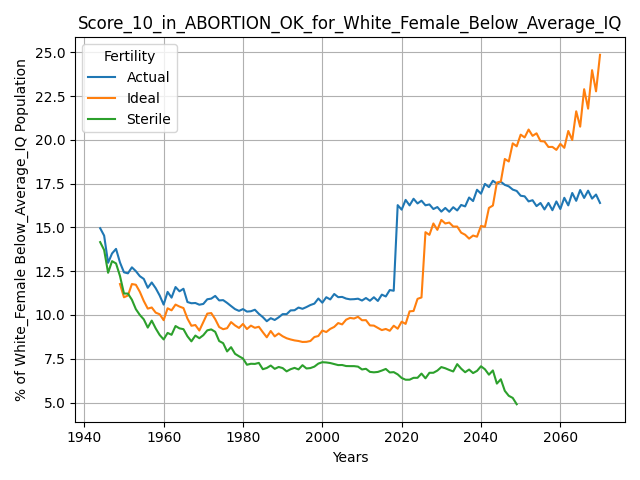 Score_10_in_ABORTION_OK_for_White_Female_Below_Average_IQ
% of White_Female Below_Average_IQ Population
25.0
22.5
20.0
17.5
15.0
12.5
10.0
7.5
5.0
Fertility
Actual
Ideal
Sterile
1940
1960
1980
2000
2020
2040
2060
Years